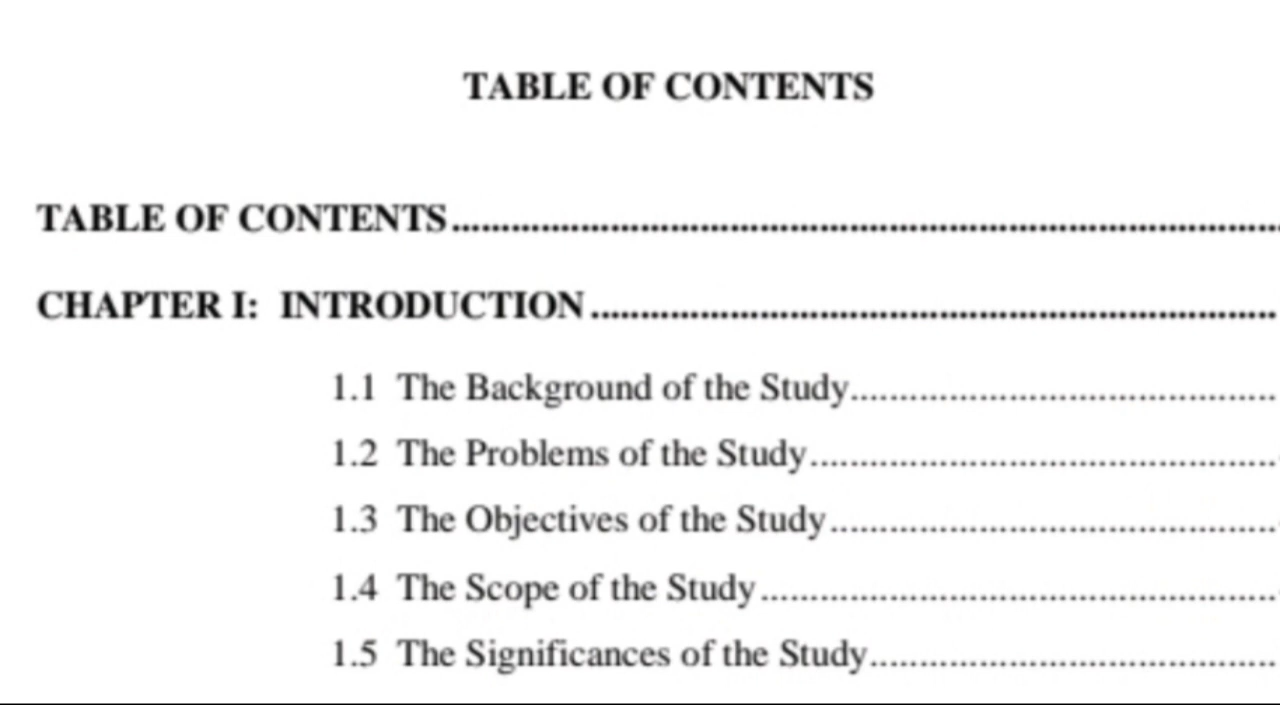 TABLE OF CONTENTS
TABLE OF CONTENTS................................................................................
CHAPTER I:  INTRODUCTION....................................................................
1.1  The Background of the Study...........................................
1.2  The Problems of the Study...............................................
1.3  The Objectives of the Study.............................................
1.4  The Scope of the Study....................................................
1.5  The Significances of the Study.........................................